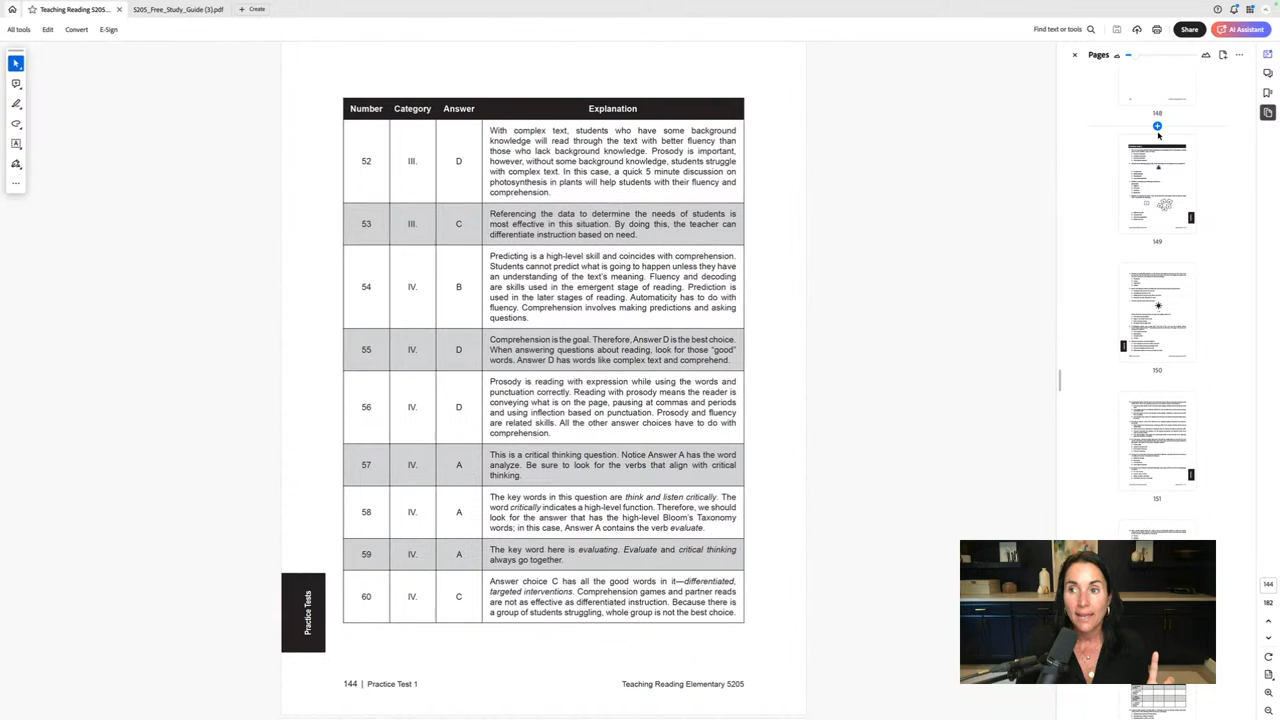 Teaching Reading 5205...
5205_Free_Study_Guide (3).pdf
Create
All tools
Edit
Convert
E-Sign
Find text or tools
Share
AI Assistant
Pages
Number Category Answer Explanation
52 III. D
With complex text, students who have some background
knowledge will read through the text with better fluency than
those who lack background knowledge. Prosody is important,
however, without some background knowledge, students struggle
with complex text. In this case, a quick 5 minute discussion on
photosynthesis in plants will help students with their fluency and
comprehension.
53 III. C
Referencing the data to determine the needs of students is
most effective in this situation. By doing this, the teacher can
differentiate instruction based on need.
54 IV. B
Predicting is a high-level skill and coincides with comprehension.
Students cannot predict what is going to happen unless they have
an understanding of the text's meaning. Fluency and decoding
are skills used in the emergent stage of reading. Prediction is
used in the later stages of reading. Automaticity has to do with
fluency. Comprehension involves making predictions and asking
questions.
55 IV. D
Comprehension is the goal. Therefore, Answer D is the best choice.
When answering questions about reading, look for those "good"
words. Answer D has words like complex text and comprehend.
56 IV. D
Prosody is reading with expression while using the words and
punctuation correctly. Reading with prosody means the reader is
conveying what is on the page, pausing at commas and periods
and using inflection based on punctuation. Prosody and fluency
are related skills. All the other answer choices have to do with
comprehension.
57 IV. A
This is a critical thinking question. Notice Answer A has the word
analyze. Be sure to look for the verbs that align with critical
thinking.
58 IV. A
The key words in this question are think and listen critically. The
word critically indicates a high-level function. Therefore, we should
look for the answer that has the high-level Bloom's Taxonomy
words; in this case, Answer A contains the verb evaluate.
59 IV. A
The key word here is evaluating. Evaluate and critical thinking
always go together.
60 IV. C
Answer choice C has all the good words in it—differentiated,
targeted interventions. Comprehension games and partner reads
are not as effective as differentiated instruction. Because there is
a group of students struggling, whole group is not the best choice.
Practice Tests
144 | Practice Test 1
Teaching Reading Elementary 5205
148
149
150
151
144
182